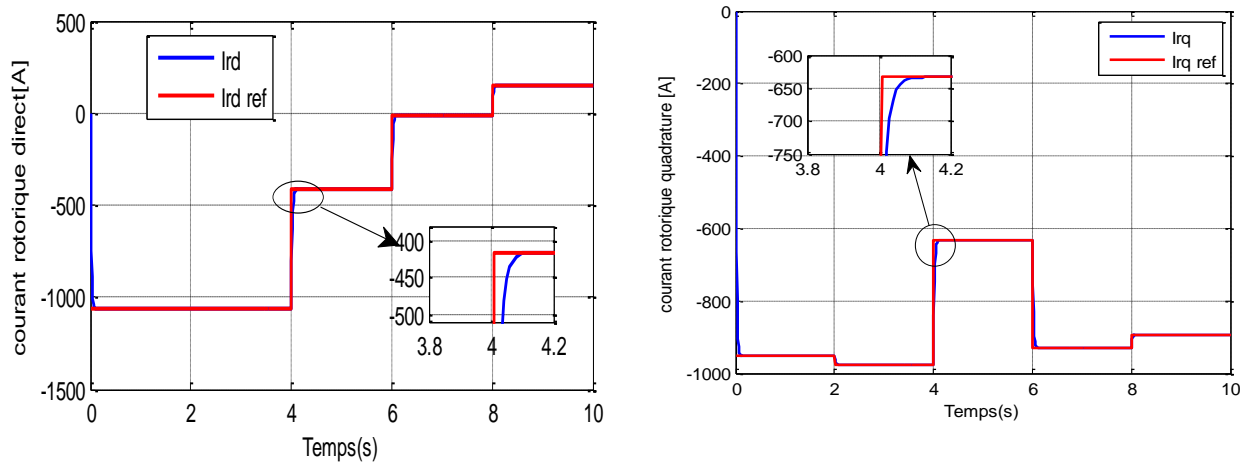 courant rotorique direct[A]
500
0
-500
-1000
-1500
Ird
Ird ref
-400
-450
-500
3.8 4 4.2
0 2 4 6 8 10
Temps(s)
courant rotorique quadrature [A]
0
-200
-400
-600
-800
-1000
Irq
Irq ref
-600
-650
-700
-750
3.8 4 4.2
0 2 4 6 8 10
Temps(s)